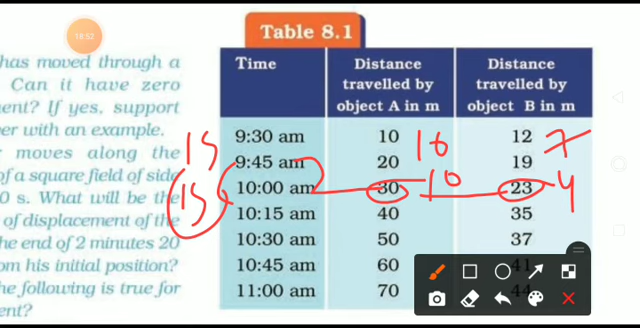 18:52
Table 8.1
has moved through a
Can it have zero
ent? If yes, support
er with an example.
moves along the
of a square field of side
0 s. What will be the
of displacement of the
he end of 2 minutes 20
om his initial position?
he following is true for
ent?
Time Distance travelled by object A in m Distance travelled by object B in m
9:30 am 10 12
9:45 am 20 19
10:00 am 30 23
10:15 am 40 35
10:30 am 50 37
10:45 am 60 41
11:00 am 70 44
15
15
10
10
7
4